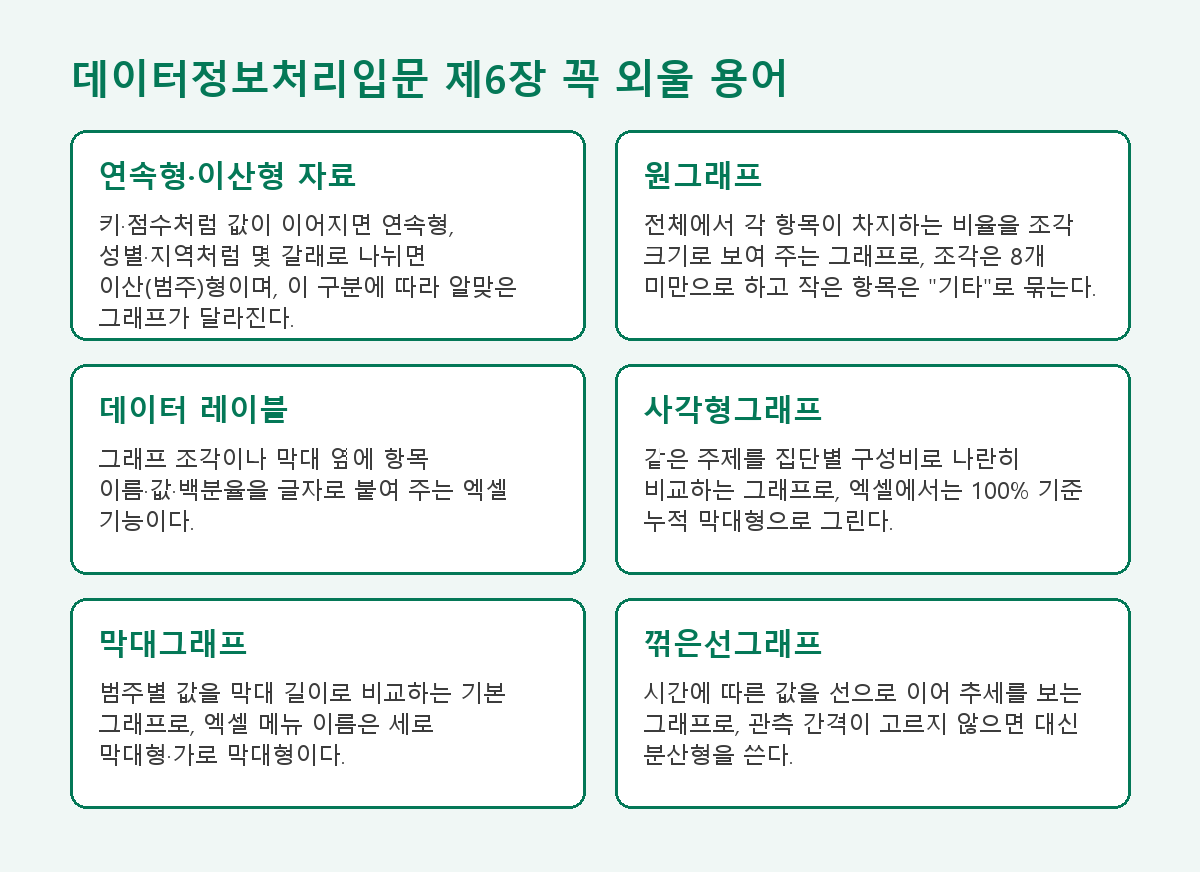 데이터정보처리입문 제6장 꼭 외울 용어
연속형·이산형 자료
키·점수처럼 값이 이어지면 연속형,
성별·지역처럼 몇 갈래로 나뉘면
이산(범주)형이며, 이 구분에 따라 알맞은
그래프가 달라진다.
원그래프
전체에서 각 항목이 차지하는 비율을 조각
크기로 보여 주는 그래프로, 조각은 8개
미만으로 하고 작은 항목은 "기타"로 묶는다.
데이터 레이블
그래프 조각이나 막대 옆에 항목
이름·값·백분율을 글자로 붙여 주는 엑셀
기능이다.
사각형그래프
같은 주제를 집단별 구성비로 나란히
비교하는 그래프로, 엑셀에서는 100% 기준
누적 막대형으로 그린다.
막대그래프
범주별 값을 막대 길이로 비교하는 기본
그래프로, 엑셀 메뉴 이름은 세로
막대형·가로 막대형이다.
꺾은선그래프
시간에 따른 값을 선으로 이어 추세를 보는
그래프로, 관측 간격이 고르지 않으면 대신
분산형을 쓴다.